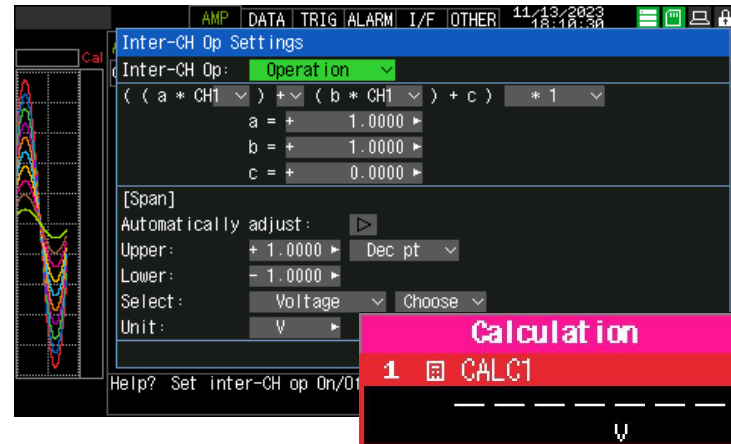 AMP DATA TRIG ALARM I/F OTHER 11/13/2023 18:18:30
Cal
Inter-CH Op Settings
Inter-CH Op: Operation
( ( a * CH1 ) + ( b * CH1 ) + c ) * 1
a = + 1.0000
b = + 1.0000
c = + 0.0000
[Span]
Automatically adjust:
Upper: + 1.0000 Dec pt
Lower: - 1.0000
Select: Voltage Choose
Unit: V
Help? Set inter-CH op On/
Calculation
1 CALC1
— — — — — — —
V